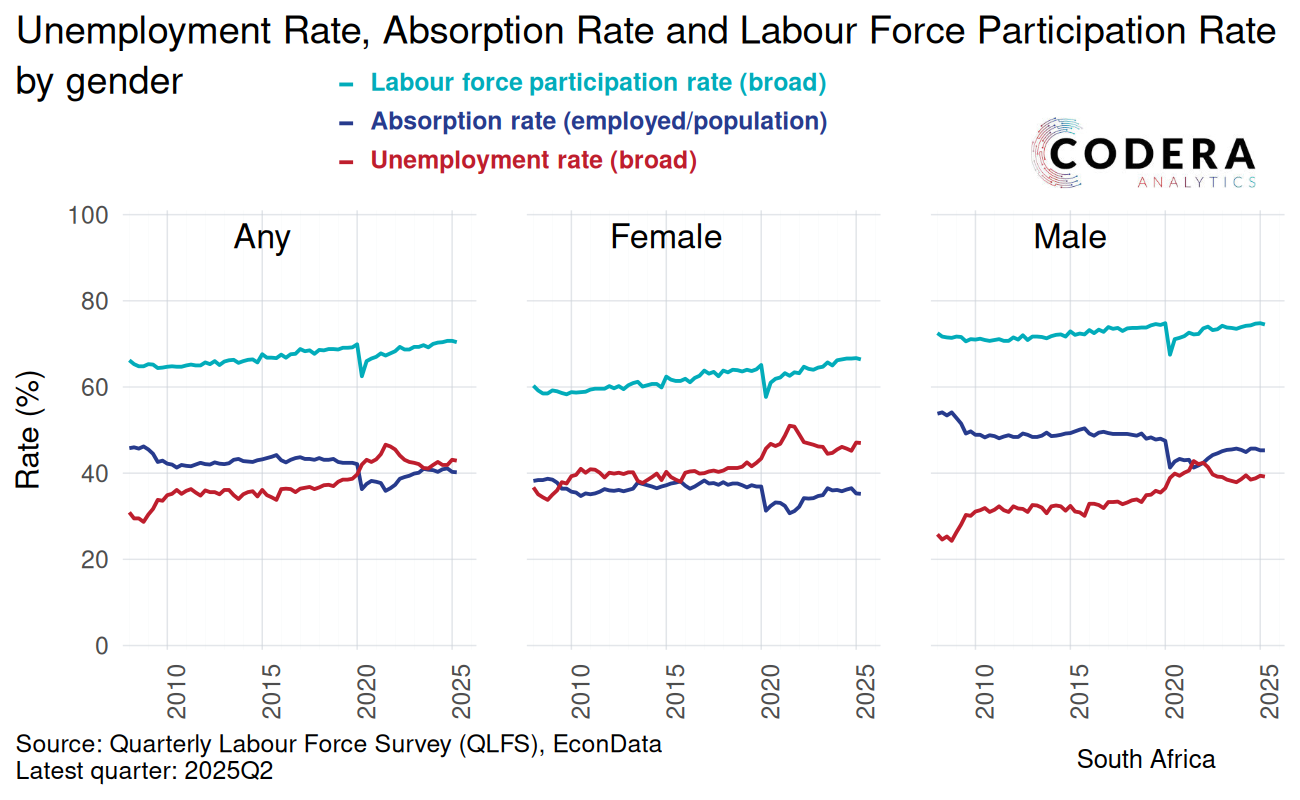 Unemployment Rate, Absorption Rate and Labour Force Participation Rate
by gender
Labour force participation rate (broad)
Absorption rate (employed/population)
Unemployment rate (broad)
CODERA
ANALYTICS
Any
Female
Male
Rate (%)
100
80
60
40
20
0
2010
2015
2020
2025
2010
2015
2020
2025
2010
2015
2020
2025
Source: Quarterly Labour Force Survey (QLFS), EconData
Latest quarter: 2025Q2
South Africa